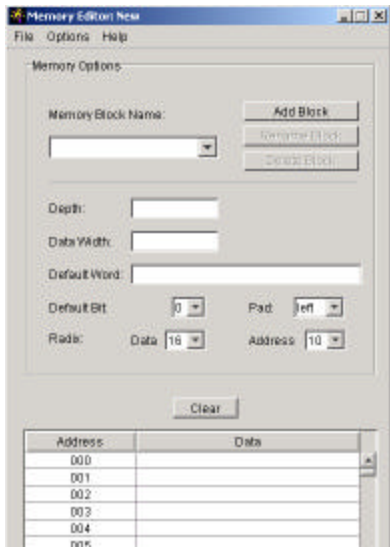 Memory Editor: New
File Options Help
Memory Options
Memory Block Name:
Add Block
Rename Block
Delete Block
Depth:
Data Width:
Default Word:
Default Bit: 0 Pad: left
Radix: Data 16 Address 10
Clear
Address Data
000
001
002
003
004
005